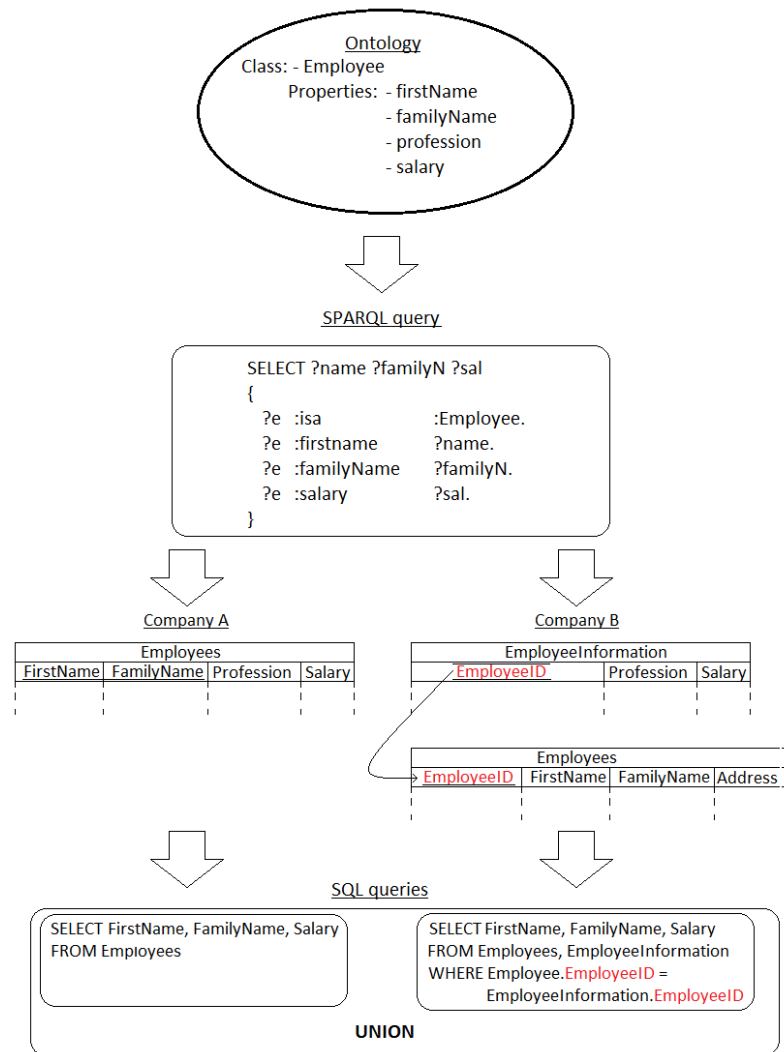 Ontology
Class: - Employee
Properties: - firstName
- familyName
- profession
- salary
SPARQL query
SELECT ?name ?familyN ?sal
{
?e :isa :Employee.
?e :firstname ?name.
?e :familyName ?familyN.
?e :salary ?sal.
}
Company A
Employees
FirstName FamilyName Profession Salary
Company B
EmployeeInformation
EmployeeID Profession Salary
Employees
EmployeeID FirstName FamilyName Address
SQL queries
SELECT FirstName, FamilyName, Salary
FROM Employees
SELECT FirstName, FamilyName, Salary
FROM Employees, EmployeeInformation
WHERE Employee.EmployeeID =
EmployeeInformation.EmployeeID
UNION